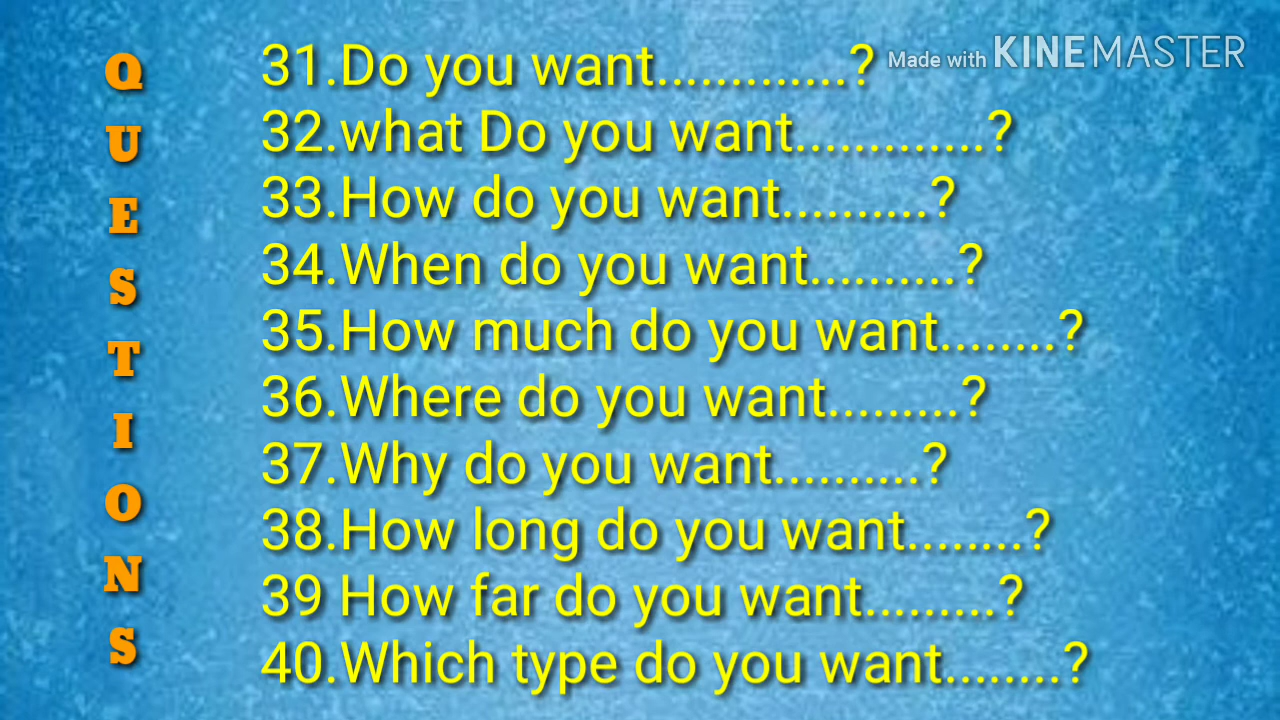 QUESTIONS
31.Do you want.............?
Made with KINEMASTER
32.what Do you want.............?
33.How do you want..........?
34.When do you want..........?
35.How much do you want........?
36.Where do you want.........?
37.Why do you want..........?
38.How long do you want........?
39 How far do you want.........?
40.Which type do you want........?